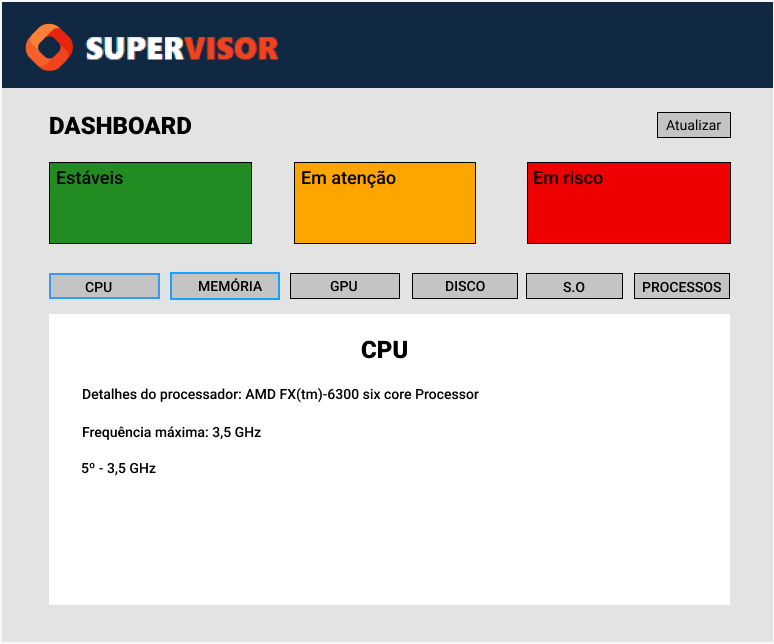 SUPERVISOR
DASHBOARD
Atualizar
Estáveis
Em atenção
Em risco
CPU
MEMÓRIA
GPU
DISCO
S.O
PROCESSOS
CPU
Detalhes do processador: AMD FX(tm)-6300 six core Processor
Frequência máxima: 3,5 GHz
5º - 3,5 GHz